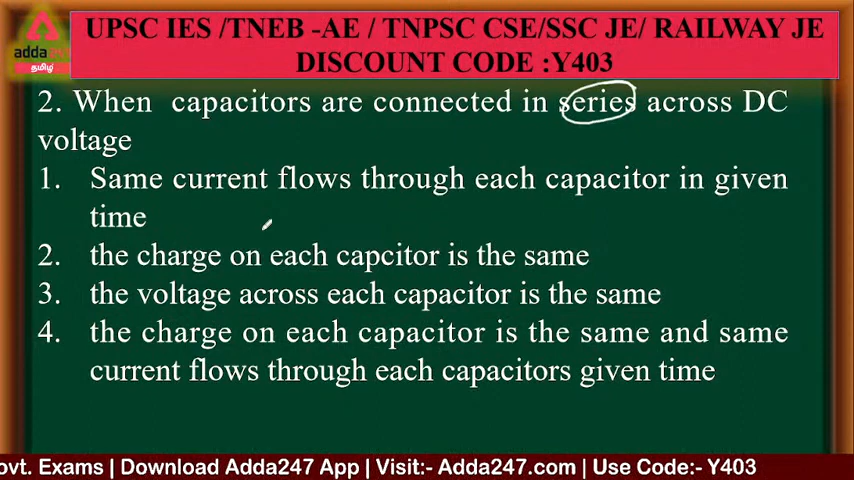 UPSC IES /TNEB -AE / TNPSC CSE/SSC JE/ RAILWAY JE
DISCOUNT CODE :Y403
adda247
தமிழ்
2. When capacitors are connected in series across DC
voltage
1. Same current flows through each capacitor in given
time
2. the charge on each capcitor is the same
3. the voltage across each capacitor is the same
4. the charge on each capacitor is the same and same
current flows through each capacitors given time
ovt. Exams | Download Adda247 App | Visit:- Adda247.com | Use Code:- Y403